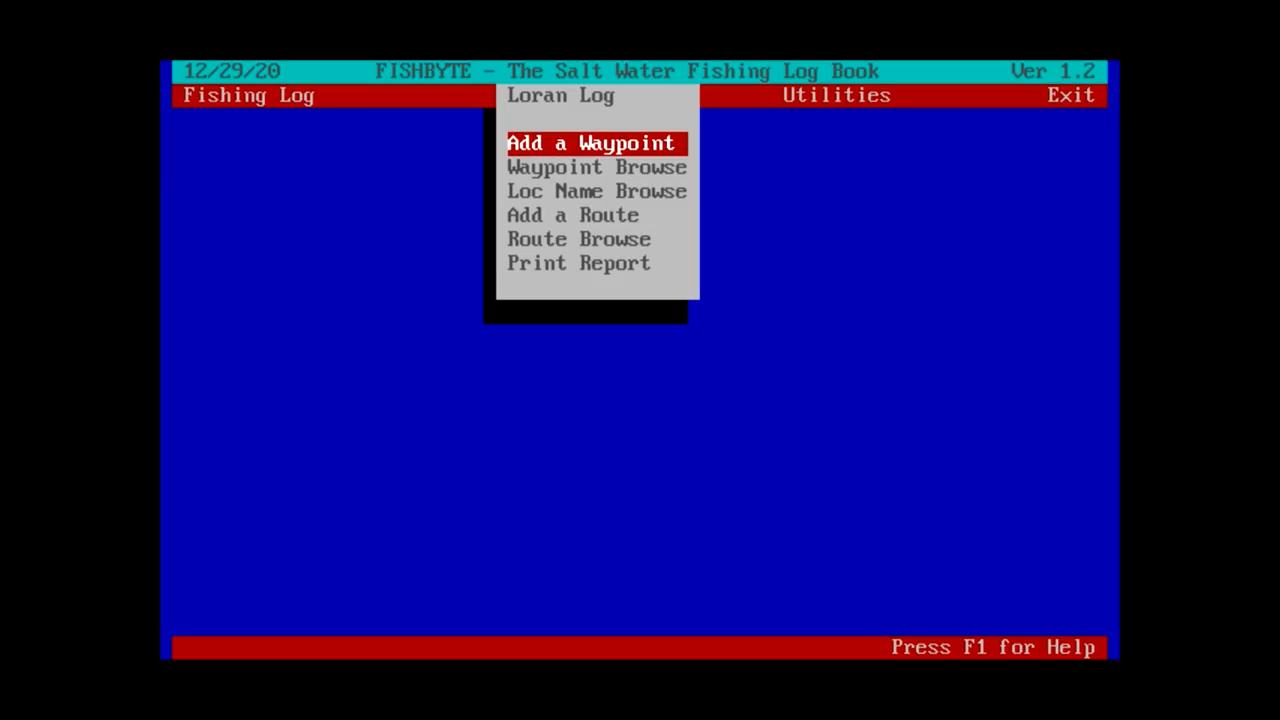 12/29/20 FISHBYTE - The Salt Water Fishing Log Book Ver 1.2
Fishing Log Loran Log Utilities Exit
Add a Waypoint
Waypoint Browse
Loc Name Browse
Add a Route
Route Browse
Print Report
Press F1 for Help